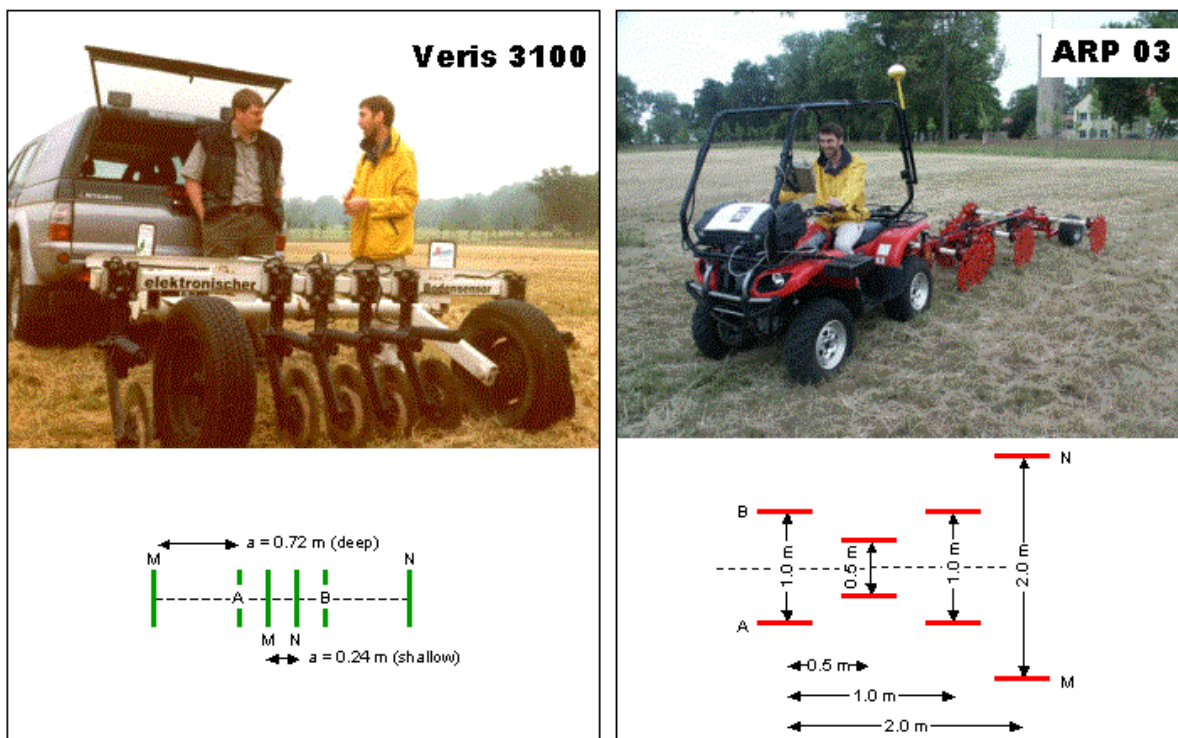 Veris 3100
elektronischer
Bodensensor
a = 0.72 m (deep)
M
N
A
B
M
N
a = 0.24 m (shallow)
ARP 03
N
B
1.0 m
0.5 m
1.0 m
2.0 m
A
0.5 m
M
1.0 m
2.0 m